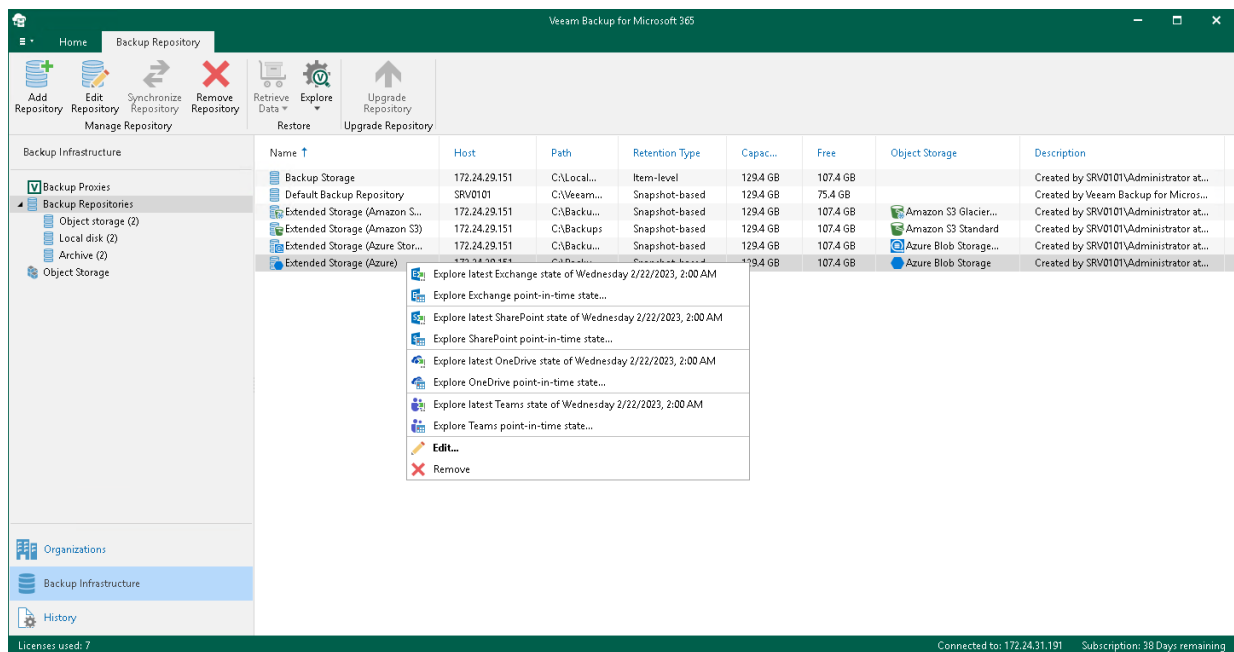 Veeam Backup for Microsoft 365
Home Backup Repository
Add Repository
Edit Repository
Synchronize Repository
Remove Repository
Retrieve Data
Explore
Upgrade Repository
Manage Repository Restore Upgrade Repository
Backup Infrastructure
Backup Proxies
Backup Repositories
Object storage (2)
Local disk (2)
Archive (2)
Object Storage
Name Host Path Retention Type Capac... Free Object Storage Description
Backup Storage 172.24.29.151 C:\Local... Item-level 129.4 GB 107.4 GB Created by SRV0101\Administrator at...
Default Backup Repository SRV0101 C:\Veeam... Snapshot-based 129.4 GB 75.4 GB Created by Veeam Backup for Micros...
Extended Storage (Amazon S... 172.24.29.151 C:\Backu... Snapshot-based 129.4 GB 107.4 GB Amazon S3 Glacier... Created by SRV0101\Administrator at...
Extended Storage (Amazon S3) 172.24.29.151 C:\Backups Snapshot-based 129.4 GB 107.4 GB Amazon S3 Standard Created by SRV0101\Administrator at...
Extended Storage (Azure Stor... 172.24.29.151 C:\Backu... Snapshot-based 129.4 GB 107.4 GB Azure Blob Storage... Created by SRV0101\Administrator at...
Extended Storage (Azure) 129.4 GB 107.4 GB Azure Blob Storage Created by SRV0101\Administrator at...
Explore latest Exchange state of Wednesday 2/22/2023, 2:00 AM
Explore Exchange point-in-time state...
Explore latest SharePoint state of Wednesday 2/22/2023, 2:00 AM
Explore SharePoint point-in-time state...
Explore latest OneDrive state of Wednesday 2/22/2023, 2:00 AM
Explore OneDrive point-in-time state...
Explore latest Teams state of Wednesday 2/22/2023, 2:00 AM
Explore Teams point-in-time state...
Edit...
Remove
Organizations
Backup Infrastructure
History
Licenses used: 7 Connected to: 172.24.31.191 Subscription: 38 Days remaining